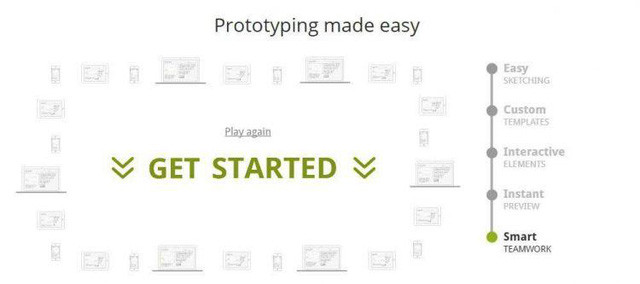 Prototyping made easy
Play again
GET STARTED
Easy
SKETCHING
Custom
TEMPLATES
Interactive
ELEMENTS
Instant
PREVIEW
Smart
TEAMWORK